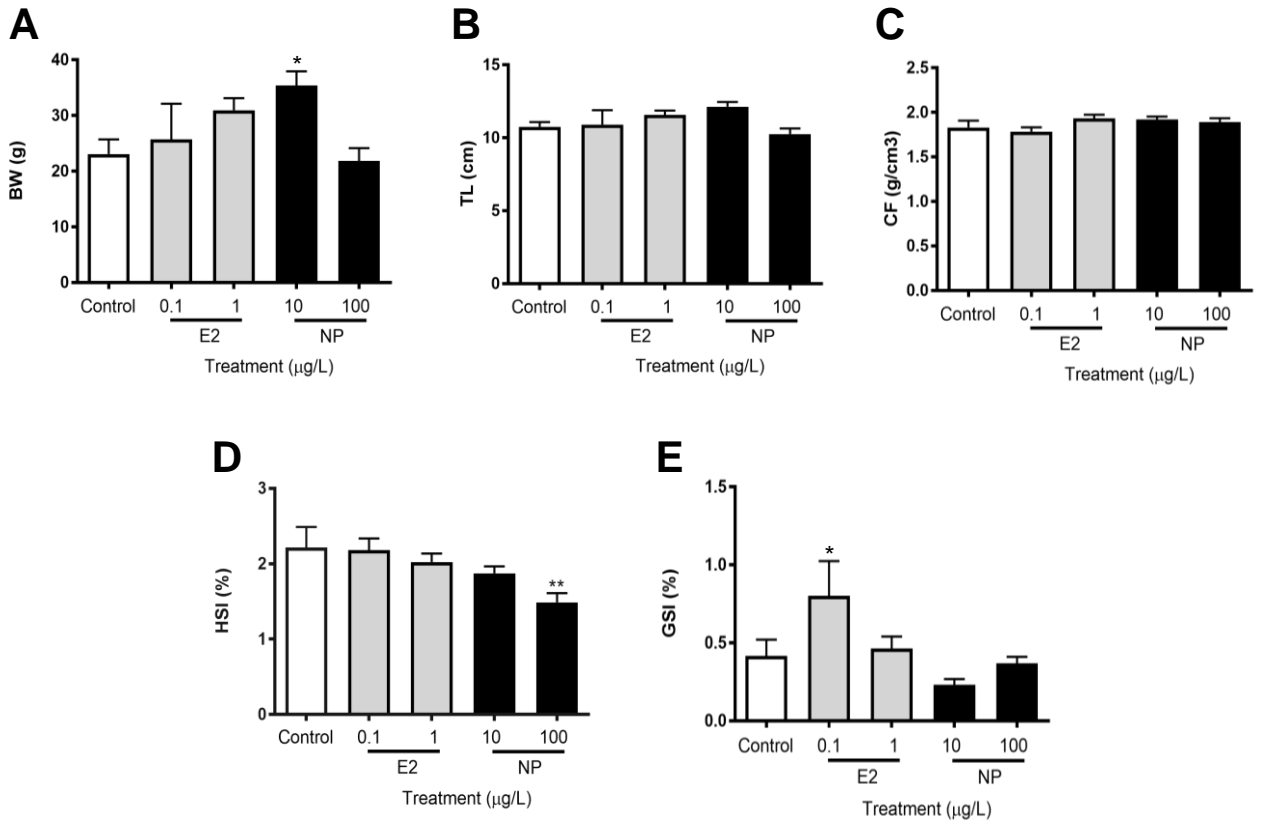 A
BW (g)
40
30
20
10
0
*
Control 0.1 1 10 100
E2 NP
Treatment (μg/L)
B
TL (cm)
15
10
5
0
Control 0.1 1 10 100
E2 NP
Treatment (μg/L)
C
CF (g/cm3)
2.5
2.0
1.5
1.0
0.5
0.0
Control 0.1 1 10 100
E2 NP
Treatment (μg/L)
D
HSI (%)
3
2
1
0
**
Control 0.1 1 10 100
E2 NP
Treatment (μg/L)
E
GSI (%)
1.5
1.0
0.5
0.0
*
Control 0.1 1 10 100
E2 NP
Treatment (μg/L)